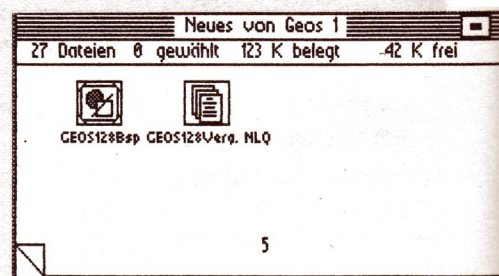 Neues von Geos 1
27 Dateien 0 gewählt 123 K belegt 42 K frei
GEOS128Bsp GEOS128Verg. NLQ
5